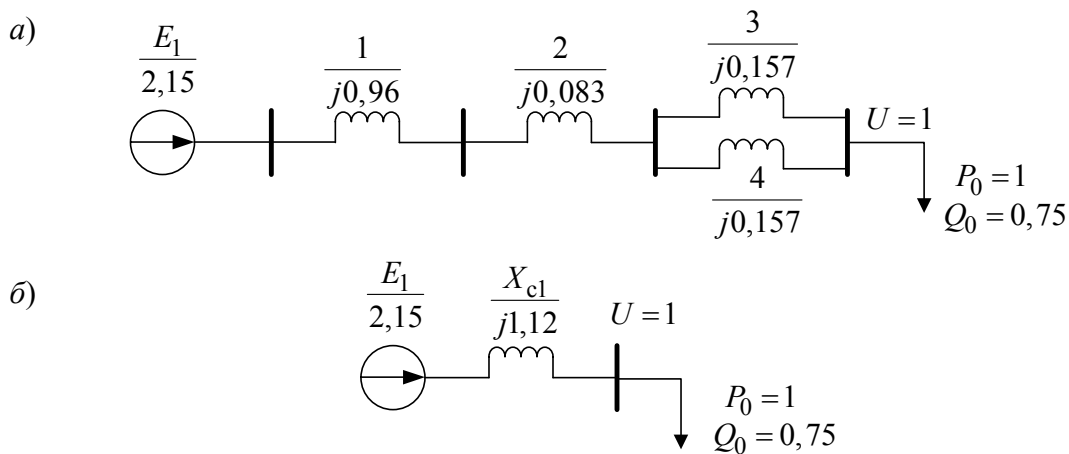 а)
E₁
2,15
1
j0,96
2
j0,083
3
j0,157
4
j0,157
U = 1
P₀ = 1
Q₀ = 0,75
б)
E₁
2,15
X_c1
j1,12
U = 1
P₀ = 1
Q₀ = 0,75